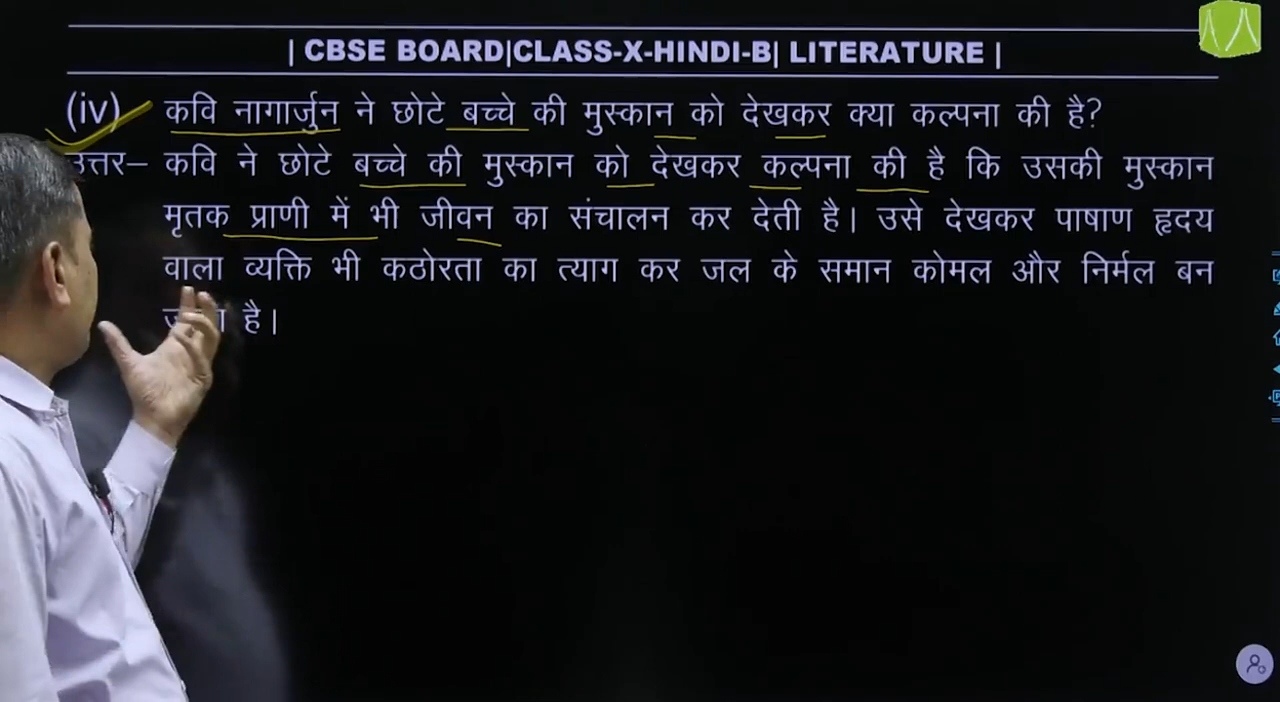 | CBSE BOARD|CLASS-X-HINDI-B| LITERATURE |
(iv) कवि नागार्जुन ने छोटे बच्चे की मुस्कान को देखकर क्या कल्पना की है?
उत्तर– कवि ने छोटे बच्चे की मुस्कान को देखकर कल्पना की है कि उसकी मुस्कान
मृतक प्राणी में भी जीवन का संचालन कर देती है। उसे देखकर पाषाण हृदय
वाला व्यक्ति भी कठोरता का त्याग कर जल के समान कोमल और निर्मल बन
है।